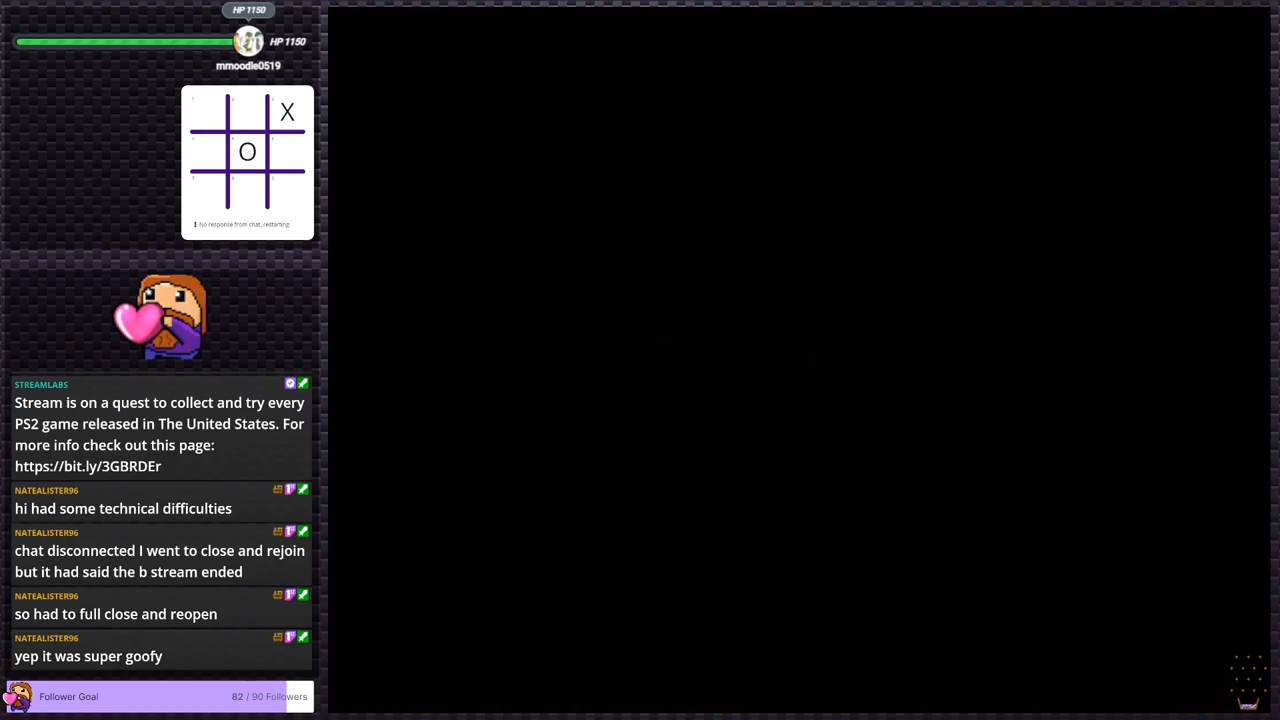 HP 1150
HP 1150
mmoodle0519
X
O
! No response from chat, restarting.
STREAMLABS
Stream is on a quest to collect and try every
PS2 game released in The United States. For
more info check out this page:
https://bit.ly/3GBRDEr
NATEALISTER96
hi had some technical difficulties
NATEALISTER96
chat disconnected I went to close and rejoin
but it had said the b stream ended
NATEALISTER96
so had to full close and reopen
NATEALISTER96
yep it was super goofy
Follower Goal
82 / 90 Followers